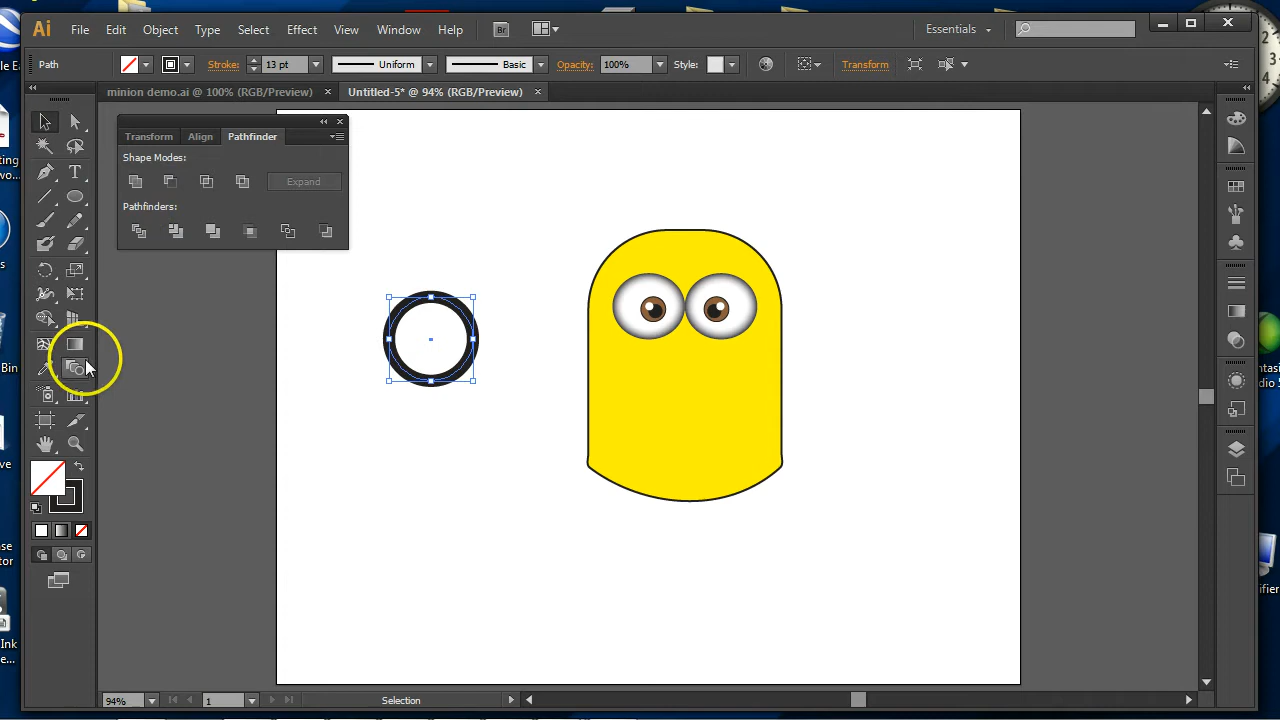 Ai File Edit Object Type Select Effect View Window Help Br Essentials
Path Stroke: 13 pt Uniform Basic Opacity: 100% Style: Transform
minion demo.ai @ 100% (RGB/Preview) × Untitled-5* @ 94% (RGB/Preview) ×
Transform Align Pathfinder
Shape Modes:
Expand
Pathfinders:
94% 1 Selection
Bin